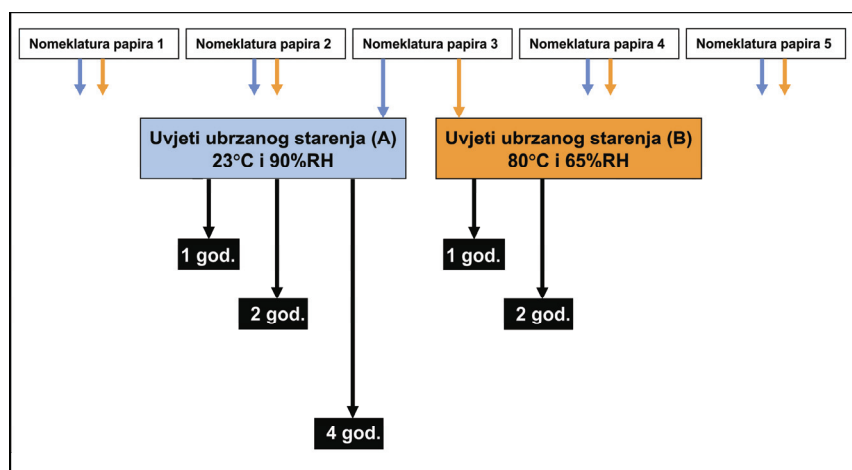 Nomeklatura papira 1
Nomeklatura papira 2
Nomeklatura papira 3
Nomeklatura papira 4
Nomeklatura papira 5
Uvjeti ubrzanog starenja (A)
23°C i 90%RH
Uvjeti ubrzanog starenja (B)
80°C i 65%RH
1 god.
1 god.
2 god.
2 god.
4 god.